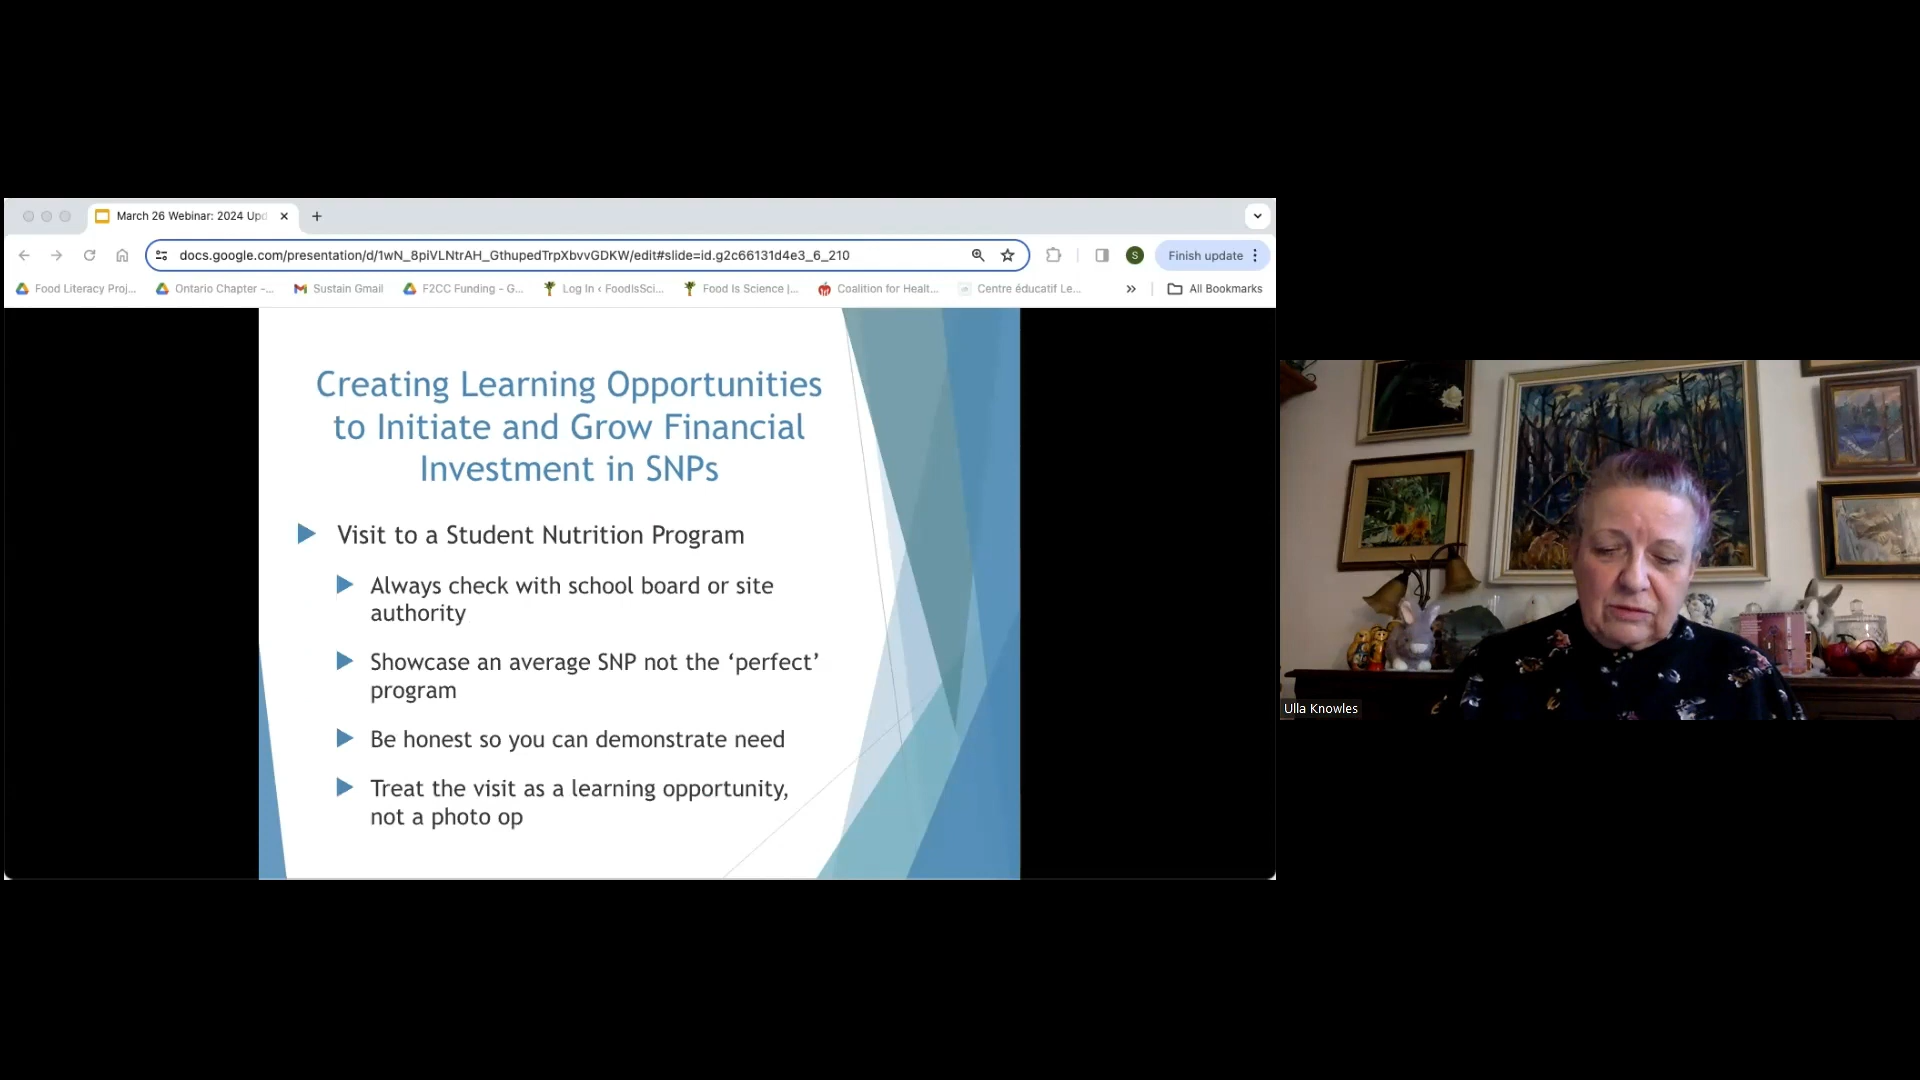 March 26 Webinar: 2024 Upd
docs.google.com/presentation/d/1wN_8piVLNtrAH_GthupedTrpXbvvGDKW/edit#slide=id.g2c66131d4e3_6_210
S
Finish update
Food Literacy Proj...
Ontario Chapter -...
Sustain Gmail
F2CC Funding - G...
Log In ‹ FoodIsSci...
Food Is Science |...
Coalition for Healt...
Centre éducatif Le...
All Bookmarks
Creating Learning Opportunities
to Initiate and Grow Financial
Investment in SNPs
Visit to a Student Nutrition Program
Always check with school board or site
authority
Showcase an average SNP not the ‘perfect’
program
Be honest so you can demonstrate need
Treat the visit as a learning opportunity,
not a photo op
Ulla Knowles